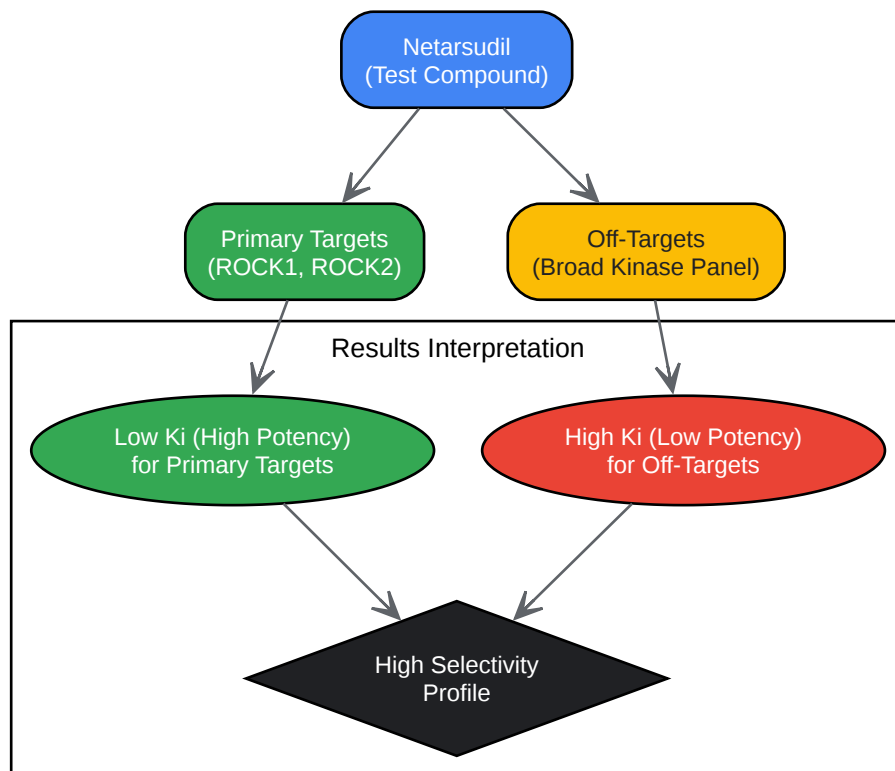 Netarsudil
(Test Compound)
Primary Targets
(ROCK1, ROCK2)
Off-Targets
(Broad Kinase Panel)
Results Interpretation
Low Ki (High Potency)
for Primary Targets
High Ki (Low Potency)
for Off-Targets
High Selectivity
Profile